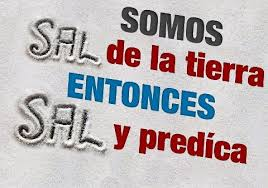 SOMOS
SAL de la tierra
ENTONCES
SAL y predíca